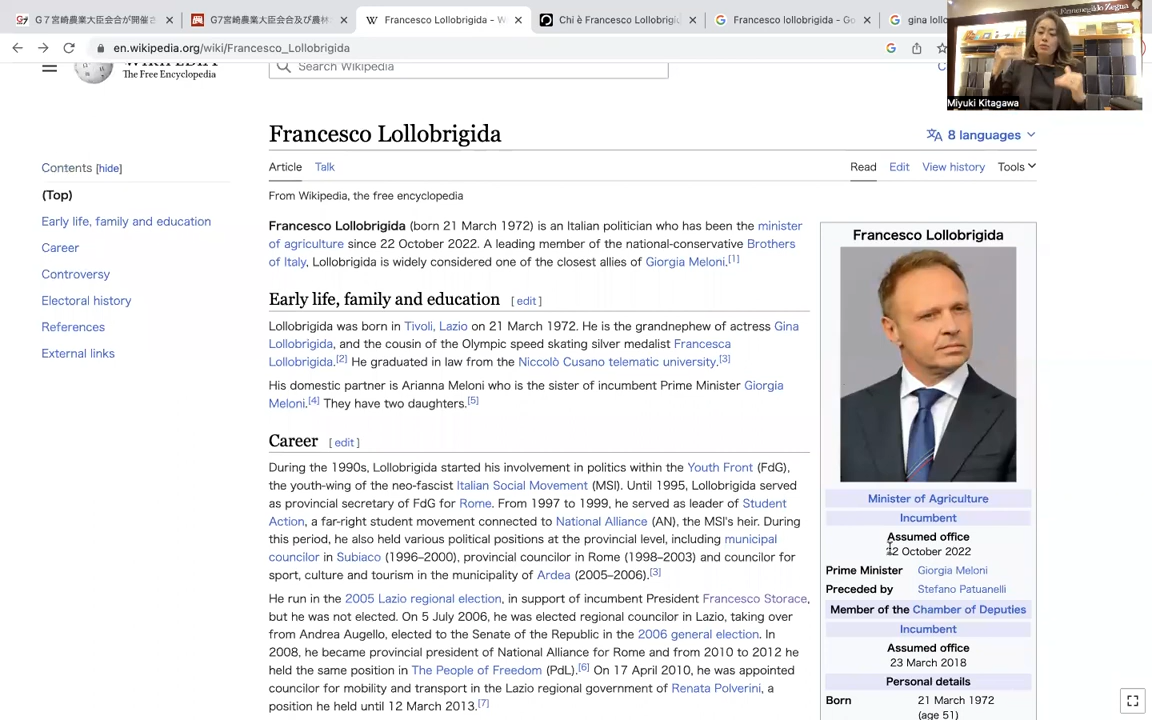 G7宮崎農業大臣会合が開催さ
G7宮崎農業大臣会合及び農林
Francesco Lollobrigida - W
Chi è Francesco Lollobrigid
Francesco lollobrigida - Go
gina lollo
en.wikipedia.org/wiki/Francesco_Lollobrigida
Ermenegildo Zegna
Miyuki Kitagawa
WIKIPEDIA
The Free Encyclopedia
Search Wikipedia
Francesco Lollobrigida
8 languages
Article
Talk
Read
Edit
View history
Tools
From Wikipedia, the free encyclopedia
Contents [hide]
(Top)
Early life, family and education
Career
Controversy
Electoral history
References
External links
Francesco Lollobrigida (born 21 March 1972) is an Italian politician who has been the minister
of agriculture since 22 October 2022. A leading member of the national-conservative Brothers
of Italy, Lollobrigida is widely considered one of the closest allies of Giorgia Meloni.[1]
Early life, family and education [ edit ]
Lollobrigida was born in Tivoli, Lazio on 21 March 1972. He is the grandnephew of actress Gina
Lollobrigida, and the cousin of the Olympic speed skating silver medalist Francesca
Lollobrigida.[2] He graduated in law from the Niccolò Cusano telematic university.[3]
His domestic partner is Arianna Meloni who is the sister of incumbent Prime Minister Giorgia
Meloni.[4] They have two daughters.[5]
Career [ edit ]
During the 1990s, Lollobrigida started his involvement in politics within the Youth Front (FdG),
the youth-wing of the neo-fascist Italian Social Movement (MSI). Until 1995, Lollobrigida served
as provincial secretary of FdG for Rome. From 1997 to 1999, he served as leader of Student
Action, a far-right student movement connected to National Alliance (AN), the MSI's heir. During
this period, he also held various political positions at the provincial level, including municipal
councilor in Subiaco (1996–2000), provincial councilor in Rome (1998–2003) and councilor for
sport, culture and tourism in the municipality of Ardea (2005–2006).[3]
He run in the 2005 Lazio regional election, in support of incumbent President Francesco Storace,
but he was not elected. On 5 July 2006, he was elected regional councilor in Lazio, taking over
from Andrea Augello, elected to the Senate of the Republic in the 2006 general election. In
2008, he became provincial president of National Alliance for Rome and from 2010 to 2012 he
held the same position in The People of Freedom (PdL).[6] On 17 April 2010, he was appointed
councilor for mobility and transport in the Lazio regional government of Renata Polverini, a
position he held until 12 March 2013.[7]
Francesco Lollobrigida
Minister of Agriculture
Incumbent
Assumed office
22 October 2022
Prime Minister Giorgia Meloni
Preceded by Stefano Patuanelli
Member of the Chamber of Deputies
Incumbent
Assumed office
23 March 2018
Personal details
Born 21 March 1972
(age 51)